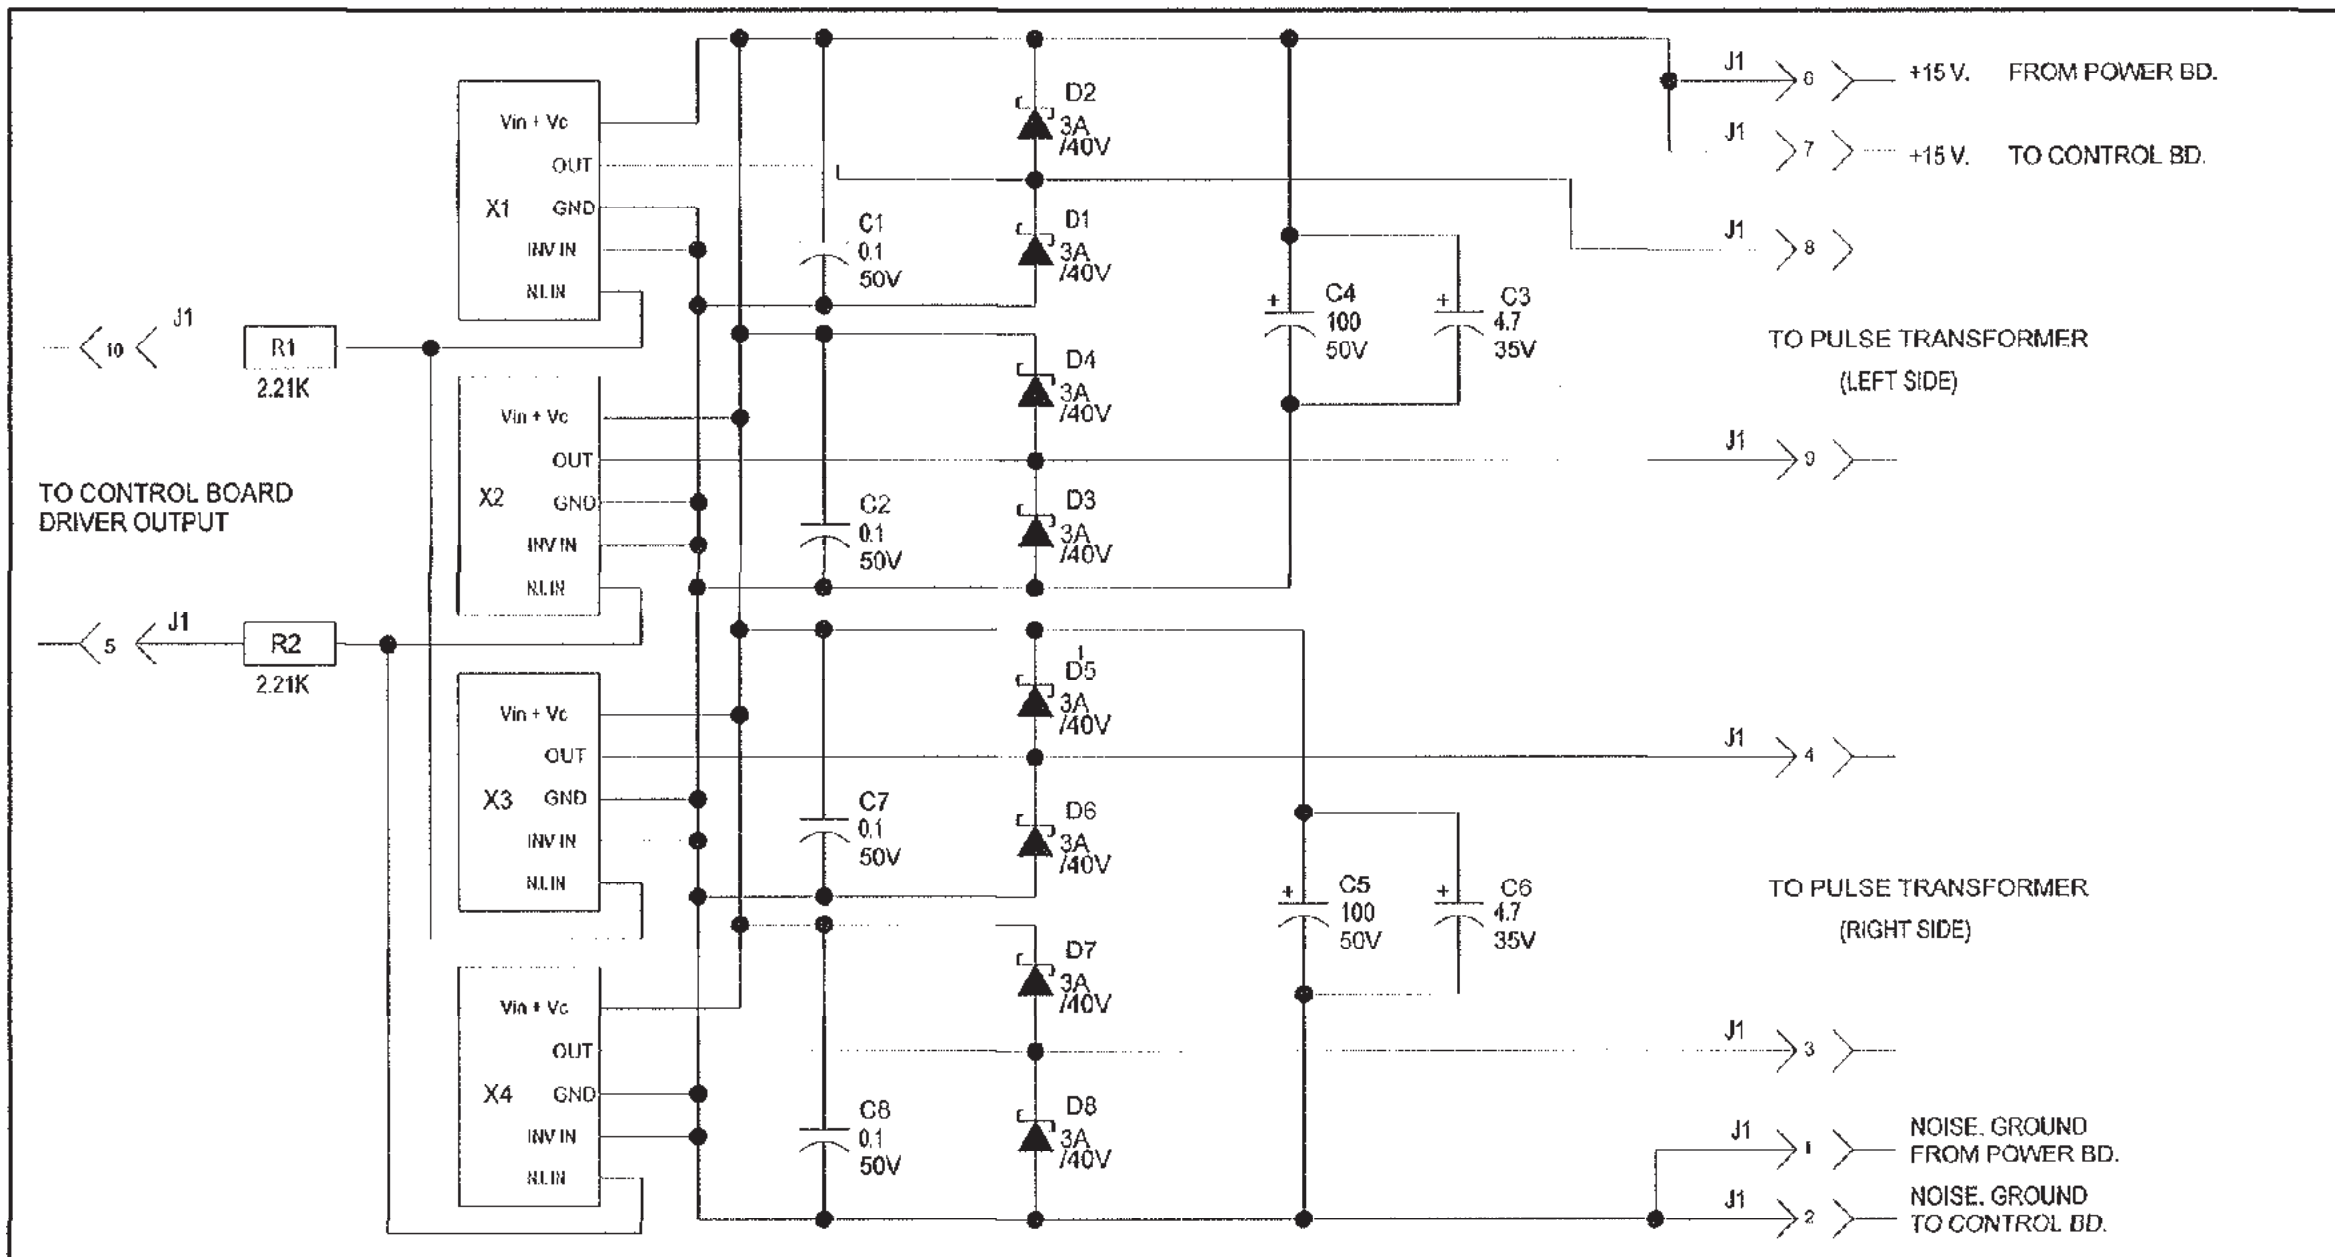 J1
6
+15 V. FROM POWER BD.
J1
7
+15 V. TO CONTROL BD.
D2
3A
/40V
Vin + Vc
OUT
X1 GND
INV IN
N.I.IN
C1
0.1
50V
D1
3A
/40V
J1
8
10
J1
R1
2.21K
C4
100
50V
+
C3
4.7
35V
+
TO PULSE TRANSFORMER
(LEFT SIDE)
D4
3A
/40V
Vin + Vc
OUT
X2 GND
INV IN
N.I.IN
J1
9
TO CONTROL BOARD
DRIVER OUTPUT
C2
0.1
50V
D3
3A
/40V
5
J1
R2
2.21K
1
D5
3A
/40V
Vin + Vc
OUT
X3 GND
INV IN
N.I.IN
J1
4
C7
0.1
50V
D6
3A
/40V
+
C5
100
50V
+
C6
4.7
35V
TO PULSE TRANSFORMER
(RIGHT SIDE)
D7
3A
/40V
Vin + Vc
OUT
X4 GND
INV IN
N.I.IN
J1
3
C8
0.1
50V
D8
3A
/40V
J1
1
NOISE. GROUND
FROM POWER BD.
J1
2
NOISE. GROUND
TO CONTROL BD.